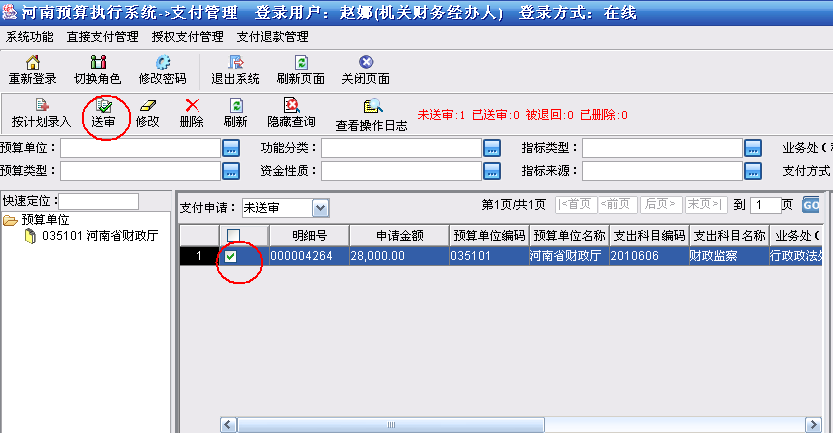 河南预算执行系统->支付管理 登录用户：赵娜(机关财务经办人) 登录方式：在线
系统功能 直接支付管理 授权支付管理 支付退款管理
重新登录 切换角色 修改密码 退出系统 刷新页面 关闭页面
按计划录入 送审 修改 删除 刷新 隐藏查询 查看操作日志 未送审:1 已送审:0 被退回:0 已删除:0
预算单位： 功能分类： 指标类型： 业务处(
预算类型： 资金性质： 指标来源： 支付方式
快速定位：
预算单位
035101 河南省财政厅
支付申请： 未送审 第1页/共1页 |<首页 <前页 后页> 末页>| 到 1 页 GO
明细号 申请金额 预算单位编码 预算单位名称 支出科目编码 支出科目名称 业务处
1 000004264 28,000.00 035101 河南省财政厅 2010606 财政监察 行政政法处